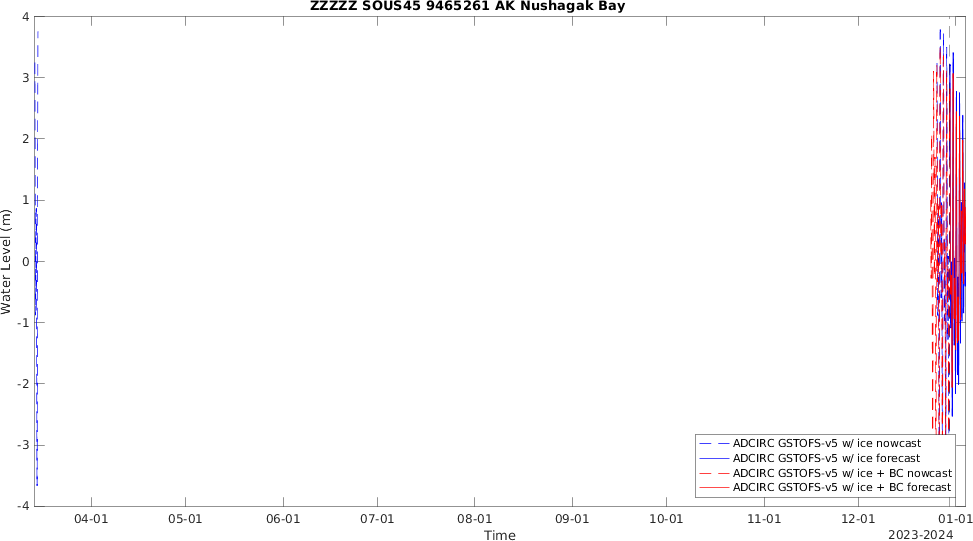 ZZZZZ SOUS45 9465261 AK Nushagak Bay
Water Level (m)
4
3
2
1
0
-1
-2
-3
-4
ADCIRC GSTOFS-v5 w/ ice nowcast
ADCIRC GSTOFS-v5 w/ ice forecast
ADCIRC GSTOFS-v5 w/ ice + BC nowcast
ADCIRC GSTOFS-v5 w/ ice + BC forecast
04-01 05-01 06-01 07-01 08-01 09-01 10-01 11-01 12-01 01-01
Time
2023-2024